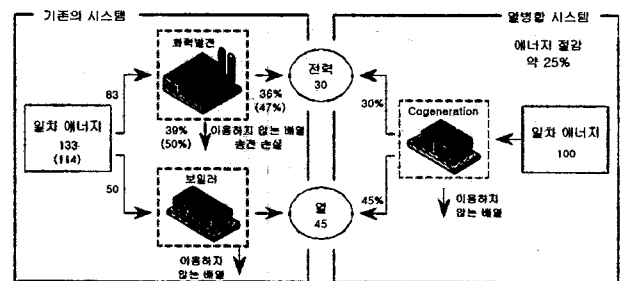 기존의 시스템
열병합 시스템
화력발전
에너지 절감
약 25%
83
36%
(47%)
전력
30
30%
39%
(50%)
이용하지 않는 배열
송전 손실
Cogeneration
일차 에너지
133
(114)
일차 에너지
100
50
보일러
열
45
45%
이용하지
않는 배열
이용하지
않는 배열